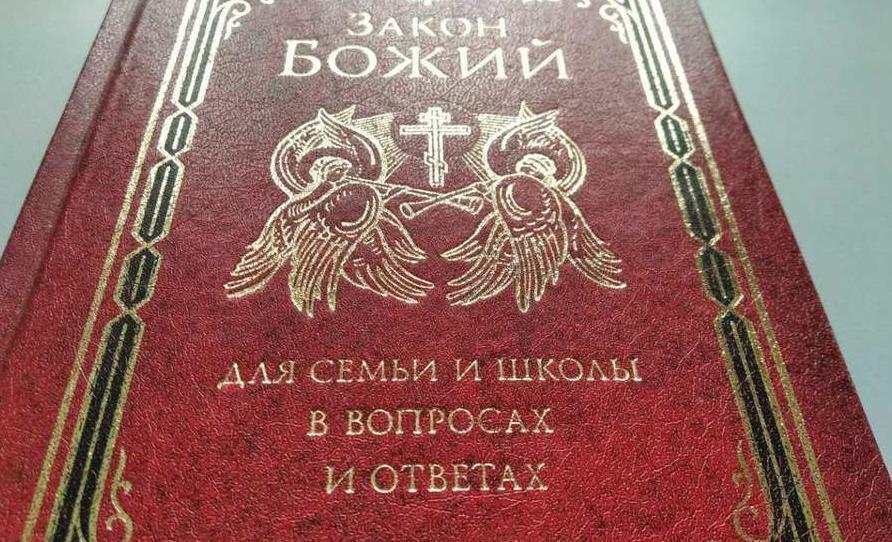 Закон
Божий
для семьи и школы
в вопросах
и ответах